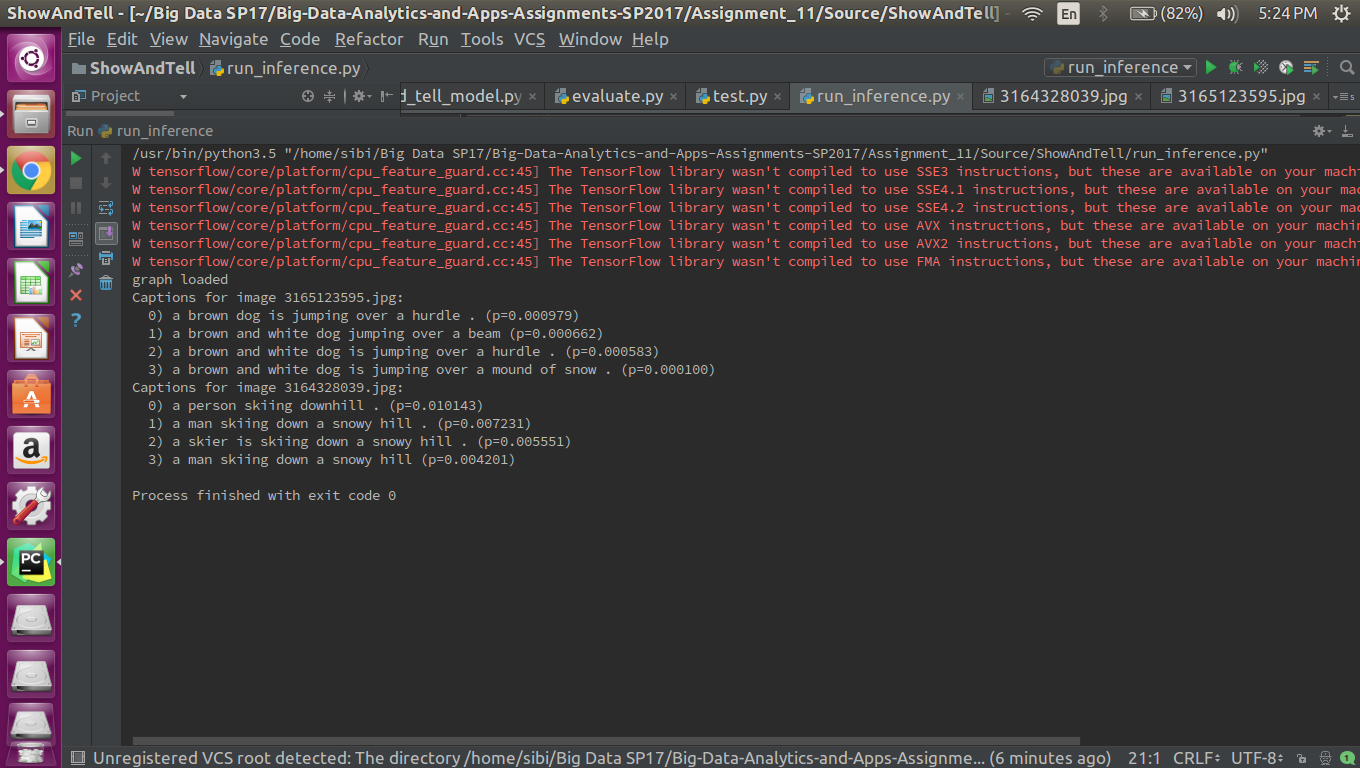 ShowAndTell - [~/Big Data SP17/Big-Data-Analytics-and-Apps-Assignments-SP2017/Assignment_11/Source/ShowAndTell] - En (82%) 5:24 PM
File Edit View Navigate Code Refactor Run Tools VCS Window Help
ShowAndTell run_inference.py run_inference
Project d_tell_model.py evaluate.py test.py run_inference.py 3164328039.jpg 3165123595.jpg
Run run_inference
/usr/bin/python3.5 "/home/sibi/Big Data SP17/Big-Data-Analytics-and-Apps-Assignments-SP2017/Assignment_11/Source/ShowAndTell/run_inference.py"
W tensorflow/core/platform/cpu_feature_guard.cc:45] The TensorFlow library wasn't compiled to use SSE3 instructions, but these are available on your machi
W tensorflow/core/platform/cpu_feature_guard.cc:45] The TensorFlow library wasn't compiled to use SSE4.1 instructions, but these are available on your ma
W tensorflow/core/platform/cpu_feature_guard.cc:45] The TensorFlow library wasn't compiled to use SSE4.2 instructions, but these are available on your ma
W tensorflow/core/platform/cpu_feature_guard.cc:45] The TensorFlow library wasn't compiled to use AVX instructions, but these are available on your machin
W tensorflow/core/platform/cpu_feature_guard.cc:45] The TensorFlow library wasn't compiled to use AVX2 instructions, but these are available on your machi
W tensorflow/core/platform/cpu_feature_guard.cc:45] The TensorFlow library wasn't compiled to use FMA instructions, but these are available on your machin
graph loaded
Captions for image 3165123595.jpg:
0) a brown dog is jumping over a hurdle . (p=0.000979)
1) a brown and white dog jumping over a beam (p=0.000662)
2) a brown and white dog is jumping over a hurdle . (p=0.000583)
3) a brown and white dog is jumping over a mound of snow . (p=0.000100)
Captions for image 3164328039.jpg:
0) a person skiing downhill . (p=0.010143)
1) a man skiing down a snowy hill . (p=0.007231)
2) a skier is skiing down a snowy hill . (p=0.005551)
3) a man skiing down a snowy hill (p=0.004201)
Process finished with exit code 0
Unregistered VCS root detected: The directory /home/sibi/Big Data SP17/Big-Data-Analytics-and-Apps-Assignme... (6 minutes ago) 21:1 CRLF UTF-8 1